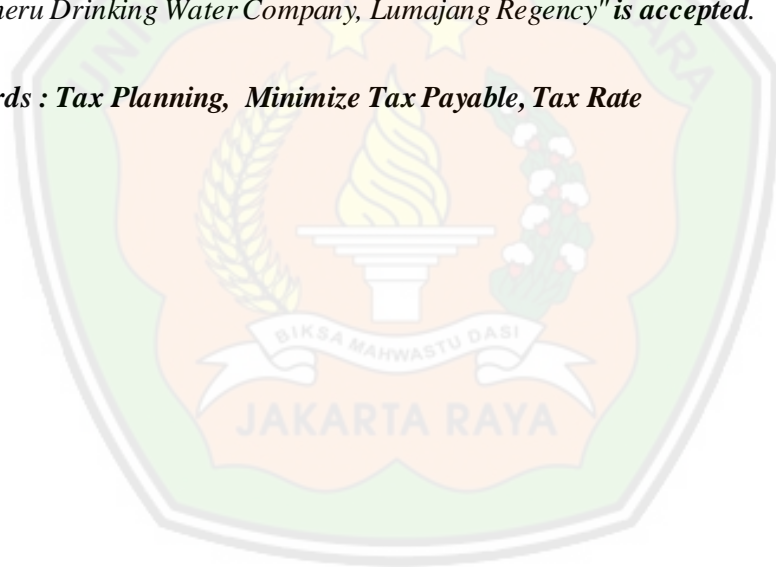 neru Drinking Water Company, Lumajang Regency" is accepted.
rds : Tax Planning, Minimize Tax Payable, Tax Rate
BIKSA MAHWASTU DASI
JAKARTA RAYA